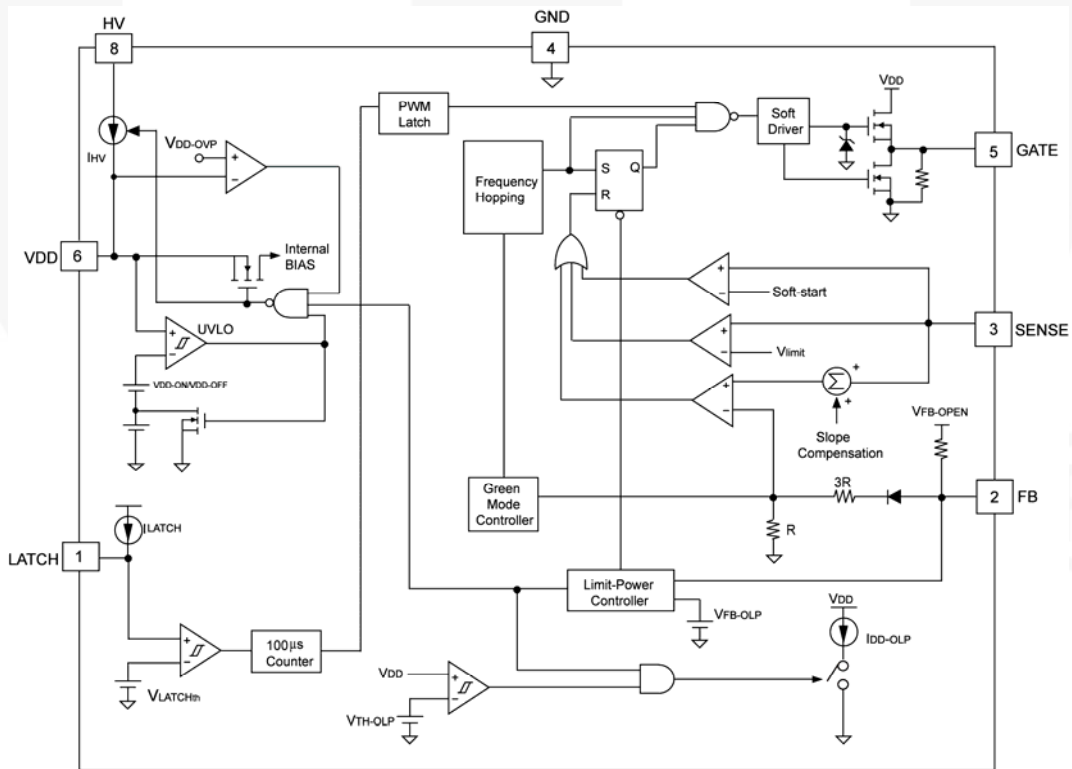 HV
8
GND
4
IHV
VDD-OVP
+
−
PWM
Latch
VDD
Soft
Driver
5
GATE
Frequency
Hopping
S
Q
R
VDD
6
Internal
BIAS
UVLO
+
−
VDD-ON/VDD-OFF
+
−
Soft-start
+
−
Vlimit
3
SENSE
+
−
Σ
+
+
Slope
Compensation
VFB-OPEN
Green
Mode
Controller
3R
R
2
FB
ILATCH
LATCH
1
Limit-Power
Controller
VFB-OLP
VDD
IDD-OLP
+
−
100µs
Counter
VLATCHth
VDD
+
−
VTH-OLP